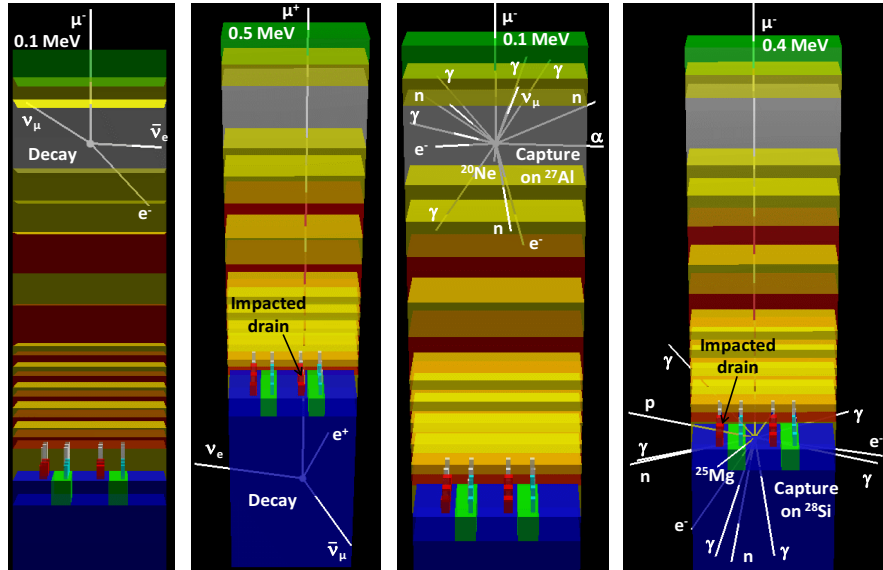 μ⁻
0.1 MeV
ν_μ
ν̄_e
Decay
e⁻
μ⁺
0.5 MeV
Impacted
drain
e⁺
ν_e
Decay
ν̄_μ
μ⁻
0.1 MeV
γ
γ
γ
n
ν_μ
n
γ
α
e⁻
Capture
on ²⁷Al
²⁰Ne
γ
n
e⁻
μ⁻
0.4 MeV
Impacted
drain
γ
p
γ
γ
e⁻
n
γ
²⁵Mg
Capture
on ²⁸Si
e⁻
γ
n
γ